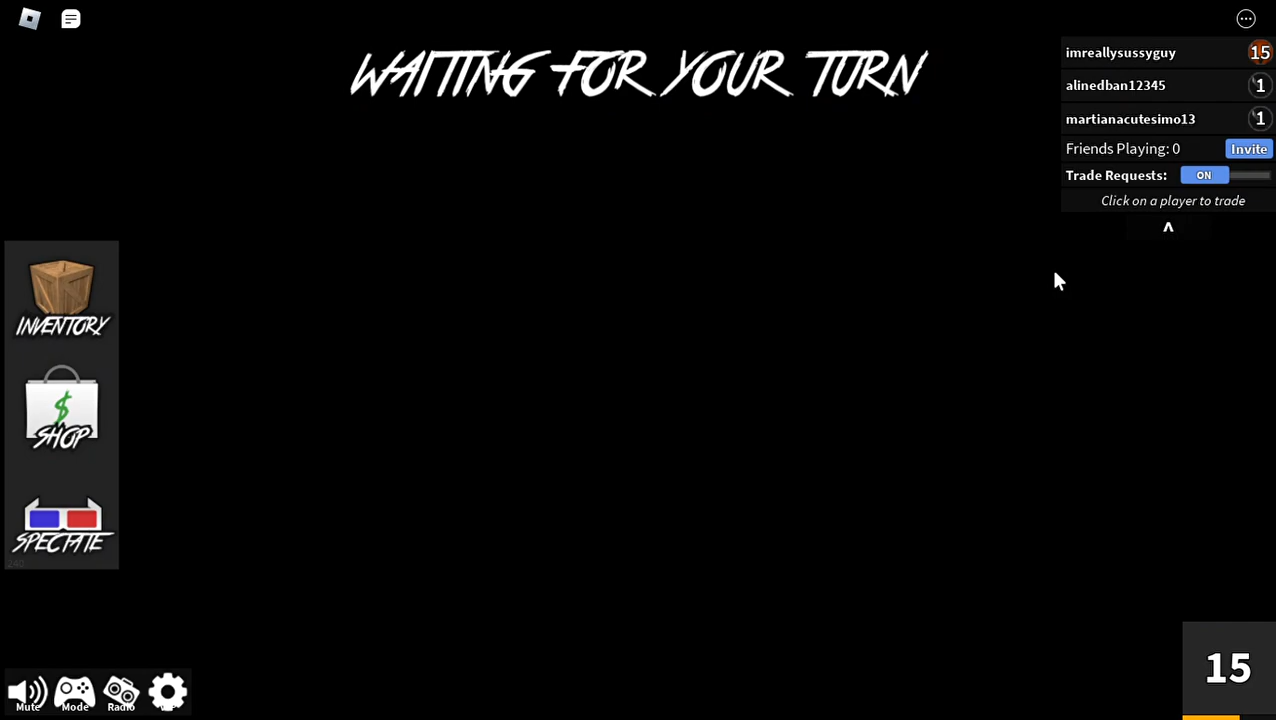 WAITING FOR YOUR TURN
imreallysussyguy 15
alinedban12345 1
martianacutesimo13 1
Friends Playing: 0 Invite
Trade Requests: ON
Click on a player to trade
INVENTORY
$
SHOP
SPECTATE
240
Mute Mode Radio
15